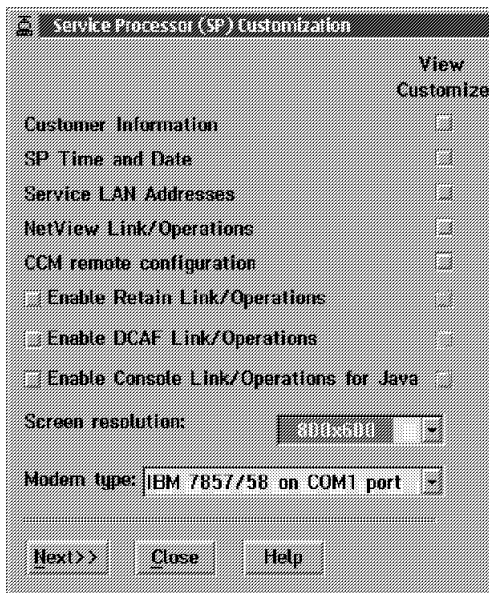 Service Processor (SP) Customization
View
Customize
Customer Information
SP Time and Date
Service LAN Addresses
NetView Link/Operations
CCM remote configuration
Enable Retain Link/Operations
Enable DCAF Link/Operations
Enable Console Link/Operations for Java
Screen resolution: 800x600
Modem type: IBM 7857/58 on COM1 port
Next>> Close Help